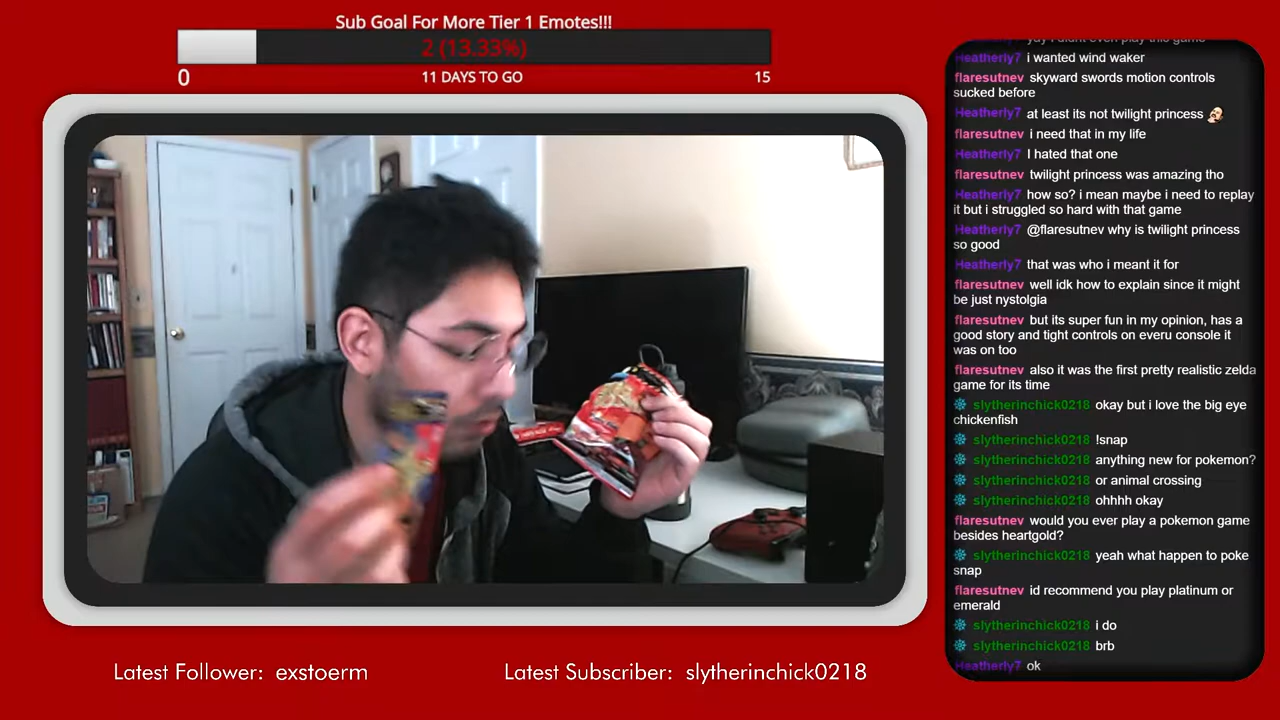 Sub Goal For More Tier 1 Emotes!!!
2 (13.33%)
0
11 DAYS TO GO
15
yay i didnt even play this game
Heatherly7 i wanted wind waker
flaresutnev skyward swords motion controls
sucked before
Heatherly7 at least its not twilight princess
flaresutnev i need that in my life
Heatherly7 I hated that one
flaresutnev twilight princess was amazing tho
Heatherly7 how so? i mean maybe i need to replay
it but i struggled so hard with that game
Heatherly7 @flaresutnev why is twilight princess
so good
Heatherly7 that was who i meant it for
flaresutnev well idk how to explain since it might
be just nystolgia
flaresutnev but its super fun in my opinion, has a
good story and tight controls on everu console it
was on too
flaresutnev also it was the first pretty realistic zelda
game for its time
slytherinchick0218 okay but i love the big eye
chickenfish
slytherinchick0218 !snap
slytherinchick0218 anything new for pokemon?
slytherinchick0218 or animal crossing
slytherinchick0218 ohhhh okay
flaresutnev would you ever play a pokemon game
besides heartgold?
slytherinchick0218 yeah what happen to poke
snap
flaresutnev id recommend you play platinum or
emerald
slytherinchick0218 i do
slytherinchick0218 brb
Heatherly7 ok
Latest Follower: exstoerm
Latest Subscriber: slytherinchick0218